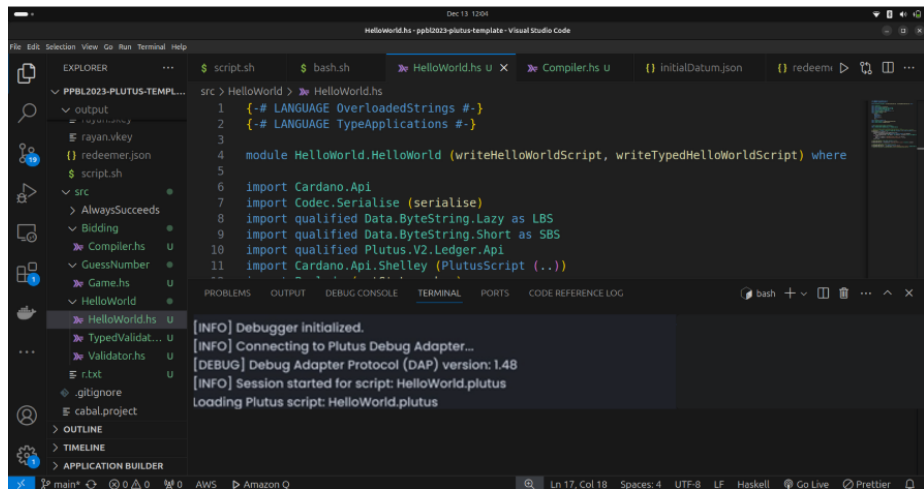 Dec 13 12:04
HelloWorld.hs - ppbl2023-plutus-template - Visual Studio Code
File Edit Selection View Go Run Terminal Help
EXPLORER
$ script.sh $ bash.sh HelloWorld.hs U Compiler.hs U {} initialDatum.json {} redeeme
PPBL2023-PLUTUS-TEMPL...
src > HelloWorld > HelloWorld.hs
output
rayan.vkey
{} redeemer.json
$ script.sh
src
AlwaysSucceeds
Bidding
Compiler.hs U
GuessNumber
Game.hs U
HelloWorld
HelloWorld.hs U
TypedValidat... U
Validator.hs U
r.txt U
.gitignore
cabal.project
OUTLINE
TIMELINE
APPLICATION BUILDER
1 {-# LANGUAGE OverloadedStrings #-}
2 {-# LANGUAGE TypeApplications #-}
3
4 module HelloWorld.HelloWorld (writeHelloWorldScript, writeTypedHelloWorldScript) where
5
6 import Cardano.Api
7 import Codec.Serialise (serialise)
8 import qualified Data.ByteString.Lazy as LBS
9 import qualified Data.ByteString.Short as SBS
10 import qualified Plutus.V2.Ledger.Api
11 import Cardano.Api.Shelley (PlutusScript (..))
PROBLEMS OUTPUT DEBUG CONSOLE TERMINAL PORTS CODE REFERENCE LOG bash
[INFO] Debugger initialized.
[INFO] Connecting to Plutus Debug Adapter...
[DEBUG] Debug Adapter Protocol (DAP) version: 1.48
[INFO] Session started for script: HelloWorld.plutus
Loading Plutus script: HelloWorld.plutus
19
1
1
main* 0 0 0 AWS Amazon Q Ln 17, Col 18 Spaces: 4 UTF-8 LF Haskell Go Live Prettier